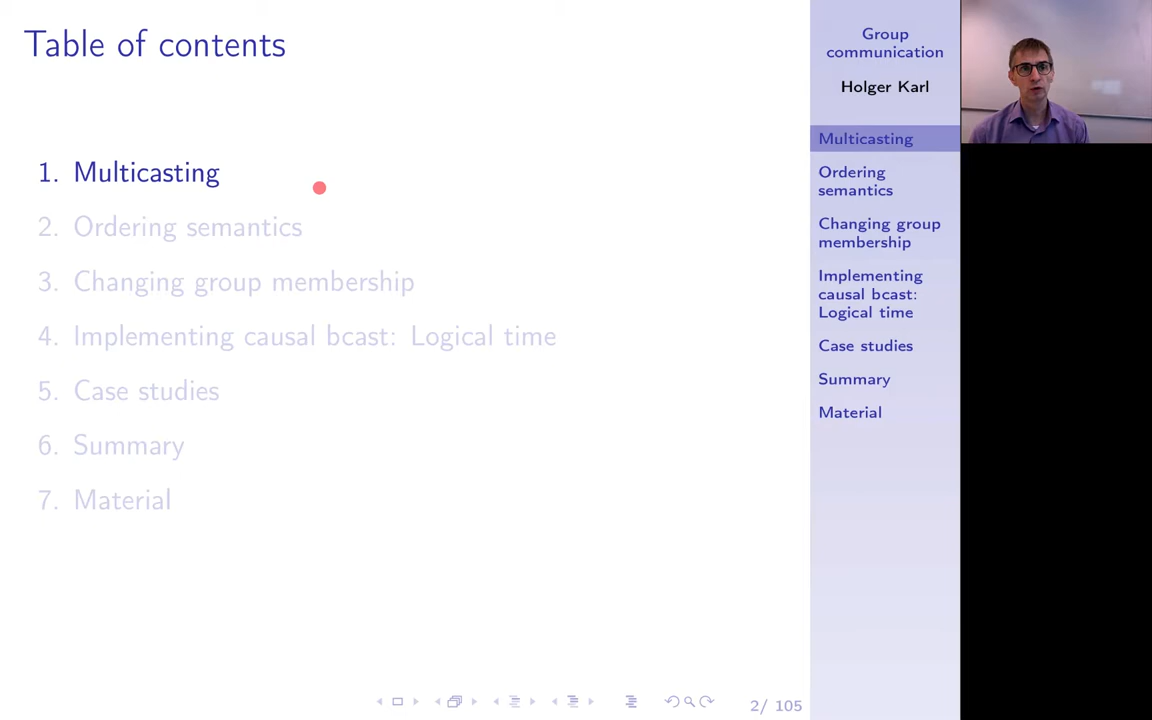 Table of contents
1. Multicasting
2. Ordering semantics
3. Changing group membership
4. Implementing causal bcast: Logical time
5. Case studies
6. Summary
7. Material
2/ 105
Group
communication
Holger Karl
Multicasting
Ordering
semantics
Changing group
membership
Implementing
causal bcast:
Logical time
Case studies
Summary
Material